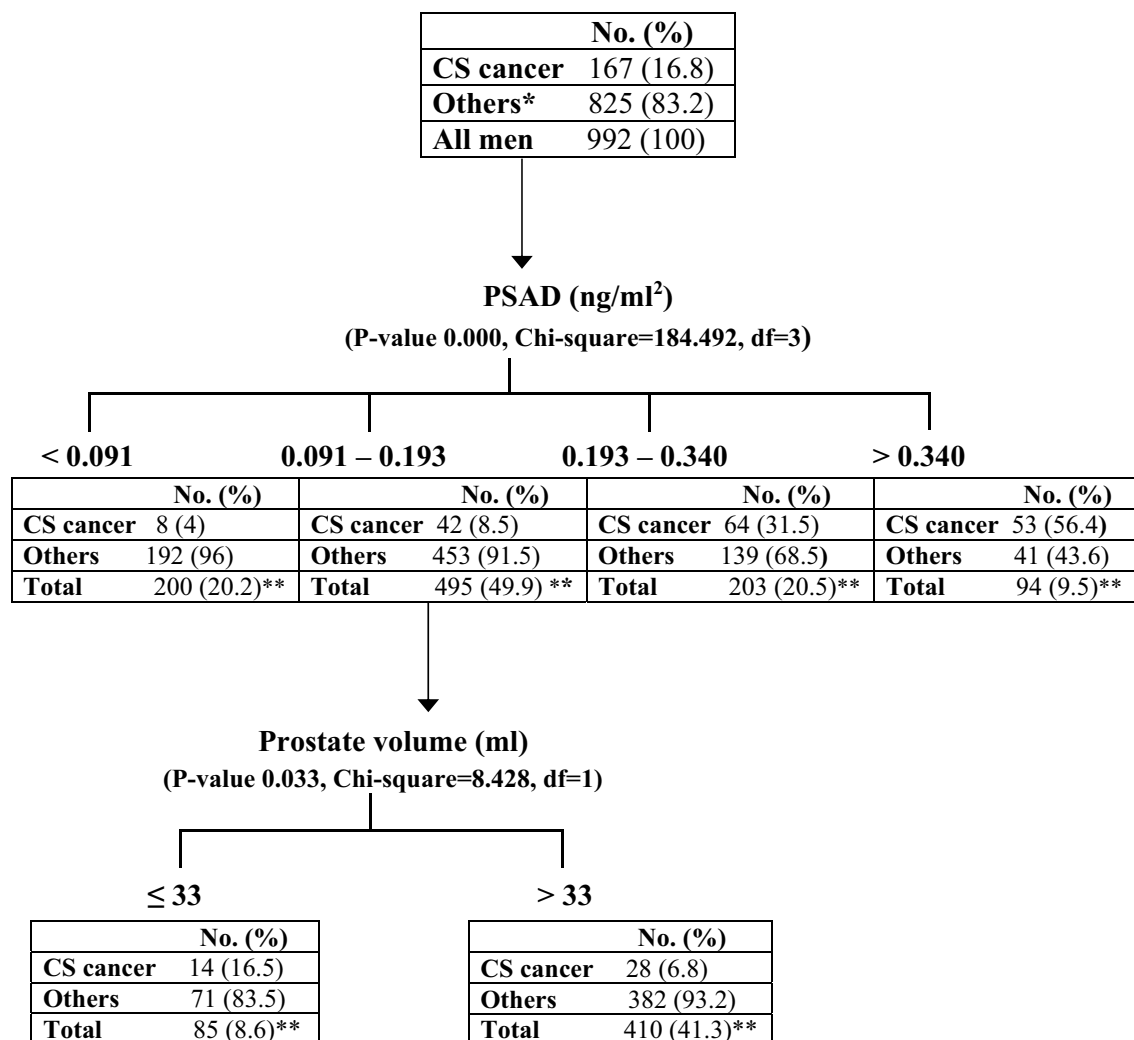 No. (%)
CS cancer 167 (16.8)
Others* 825 (83.2)
All men 992 (100)
PSAD (ng/ml²)
(P-value 0.000, Chi-square=184.492, df=3)
< 0.091 0.091 – 0.193 0.193 – 0.340 > 0.340
No. (%) No. (%) No. (%) No. (%)
CS cancer 8 (4) CS cancer 42 (8.5) CS cancer 64 (31.5) CS cancer 53 (56.4)
Others 192 (96) Others 453 (91.5) Others 139 (68.5) Others 41 (43.6)
Total 200 (20.2)** Total 495 (49.9) ** Total 203 (20.5)** Total 94 (9.5)**
Prostate volume (ml)
(P-value 0.033, Chi-square=8.428, df=1)
≤ 33 > 33
No. (%) No. (%)
CS cancer 14 (16.5) CS cancer 28 (6.8)
Others 71 (83.5) Others 382 (93.2)
Total 85 (8.6)** Total 410 (41.3)**